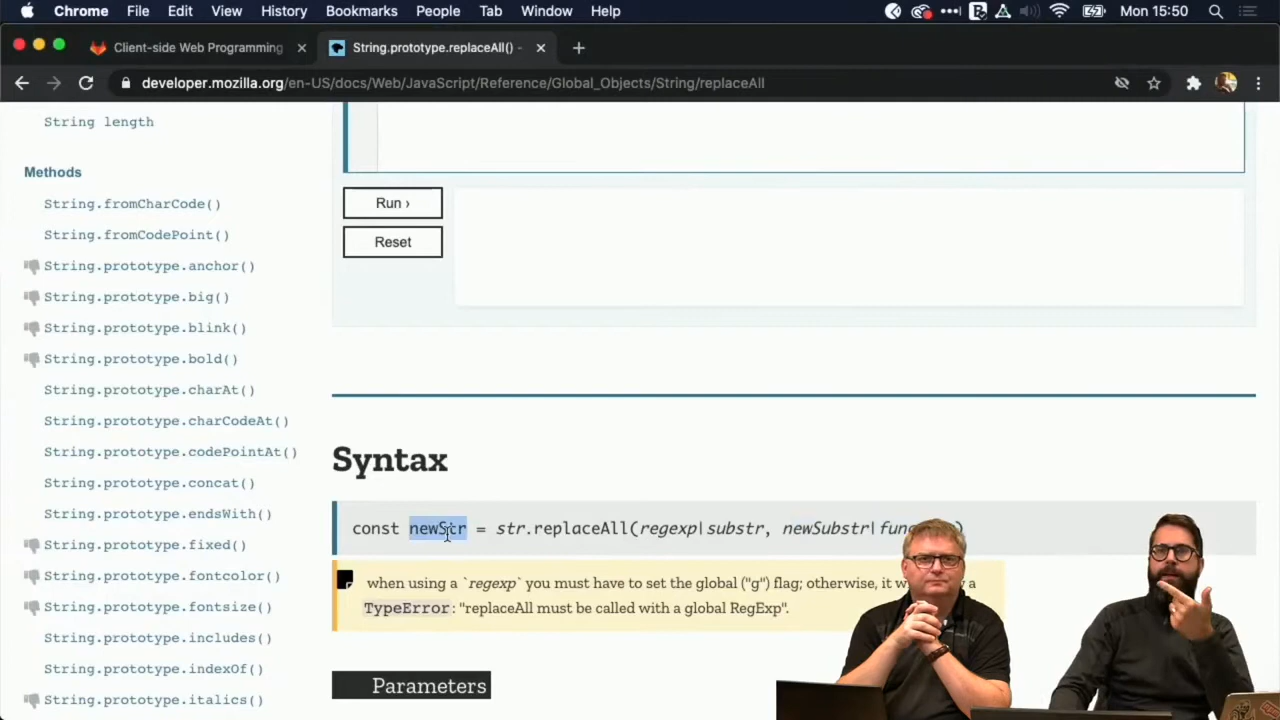 Chrome File Edit View History Bookmarks People Tab Window Help Mon 15:50
Client-side Web Programming String.prototype.replaceAll() -
developer.mozilla.org/en-US/docs/Web/JavaScript/Reference/Global_Objects/String/replaceAll
String length
Methods
String.fromCharCode()
String.fromCodePoint()
String.prototype.anchor()
String.prototype.big()
String.prototype.blink()
String.prototype.bold()
String.prototype.charAt()
String.prototype.charCodeAt()
String.prototype.codePointAt()
String.prototype.concat()
String.prototype.endsWith()
String.prototype.fixed()
String.prototype.fontcolor()
String.prototype.fontsize()
String.prototype.includes()
String.prototype.indexOf()
String.prototype.italics()
Run ›
Reset
Syntax
const newStr = str.replaceAll(regexp|substr, newSubstr|
when using a `regexp` you must have to set the global ("g") flag; otherwise, it a
TypeError: "replaceAll must be called with a global RegExp".
Parameters